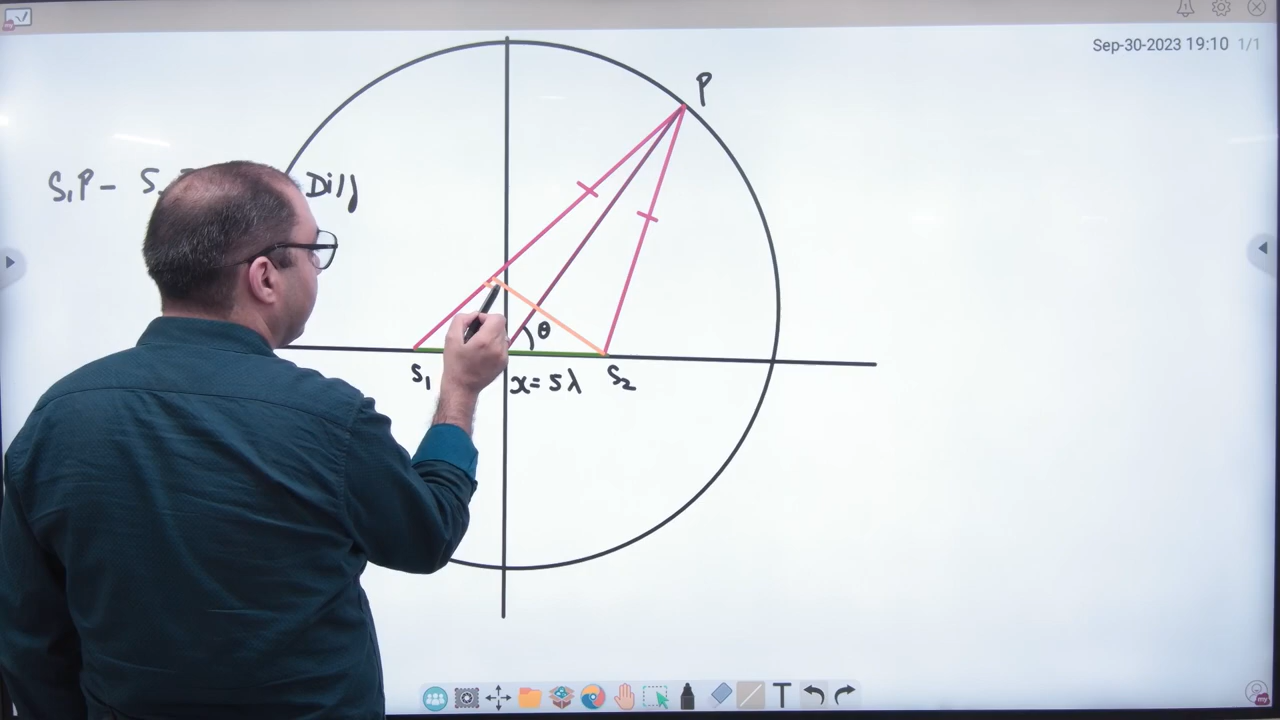 Sep-30-2023 19:10 1/1
P
S₁P - S Diff
θ
S₁ x=5λ S₂
T